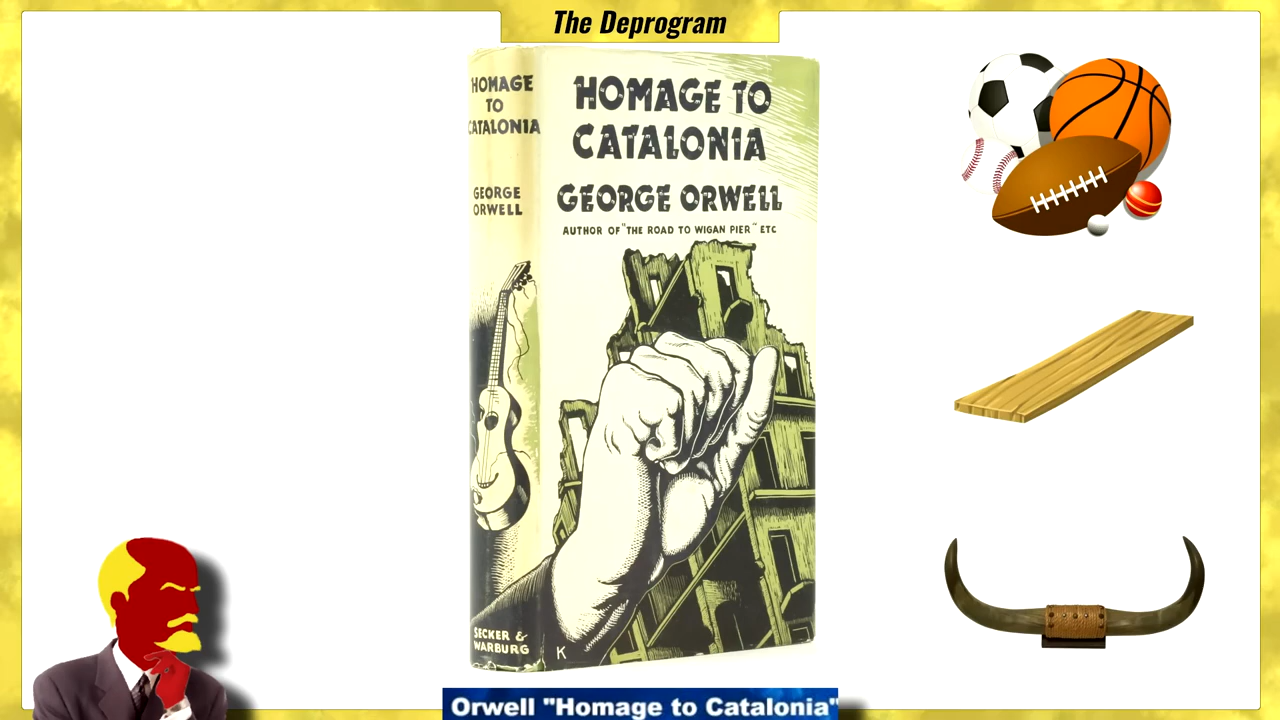 The Deprogram
HOMAGE
TO
CATALONIA
GEORGE
ORWELL
SECKER &
WARBURG
HOMAGE TO
CATALONIA
GEORGE ORWELL
AUTHOR OF "THE ROAD TO WIGAN PIER" ETC
K
Orwell "Homage to Catalonia"